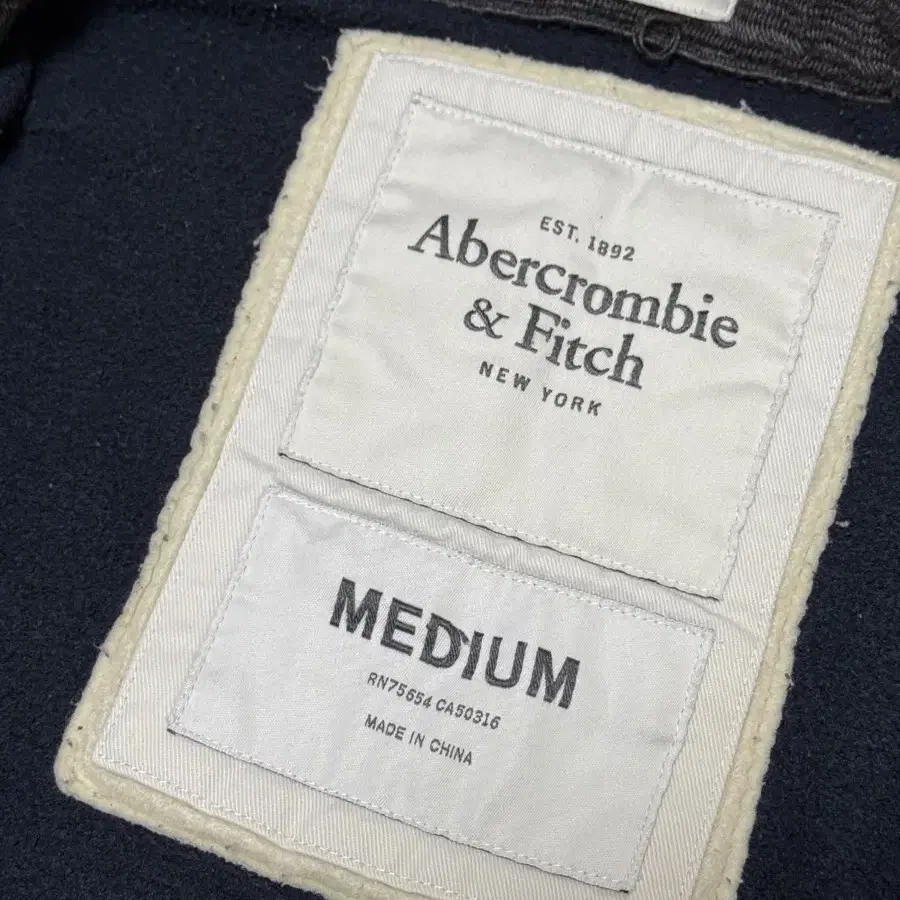 EST. 1892
Abercrombie
& Fitch
NEW YORK
MEDIUM
RN75654 CA50316
MADE IN CHINA